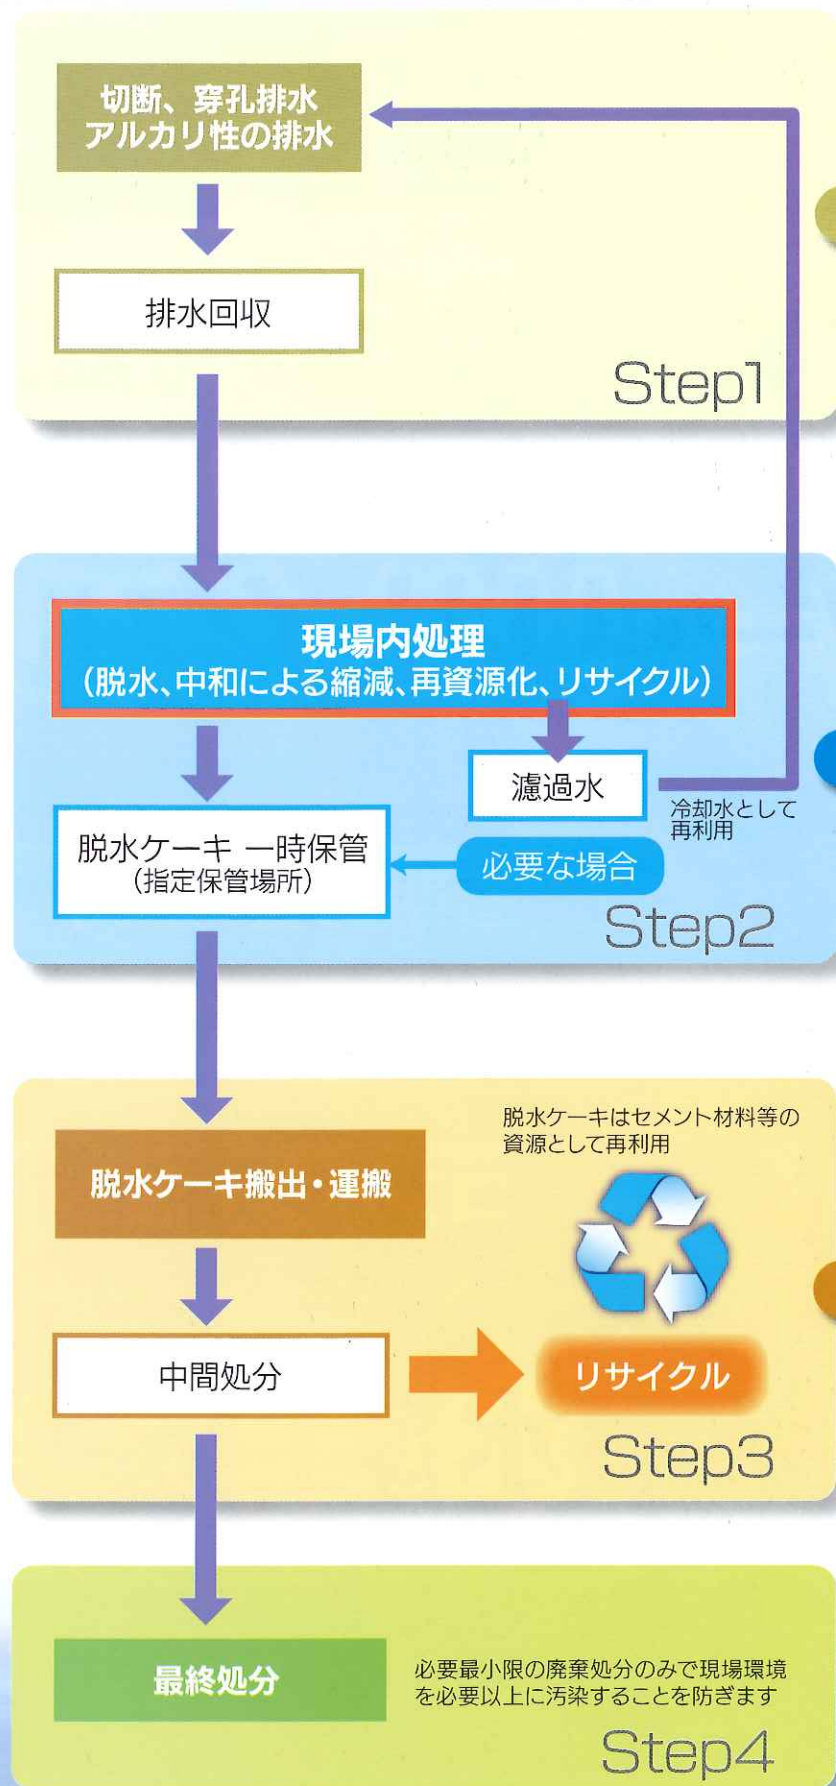 切断、穿孔排水
アルカリ性の排水
排水回収
Step1
現場内処理
（脱水、中和による縮減、再資源化、リサイクル）
濾過水
冷却水として
再利用
脱水ケーキ 一時保管
（指定保管場所）
必要な場合
Step2
脱水ケーキはセメント材料等の
資源として再利用
脱水ケーキ搬出・運搬
中間処分
リサイクル
Step3
最終処分
必要最小限の廃棄処分のみで現場環境
を必要以上に汚染することを防ぎます
Step4